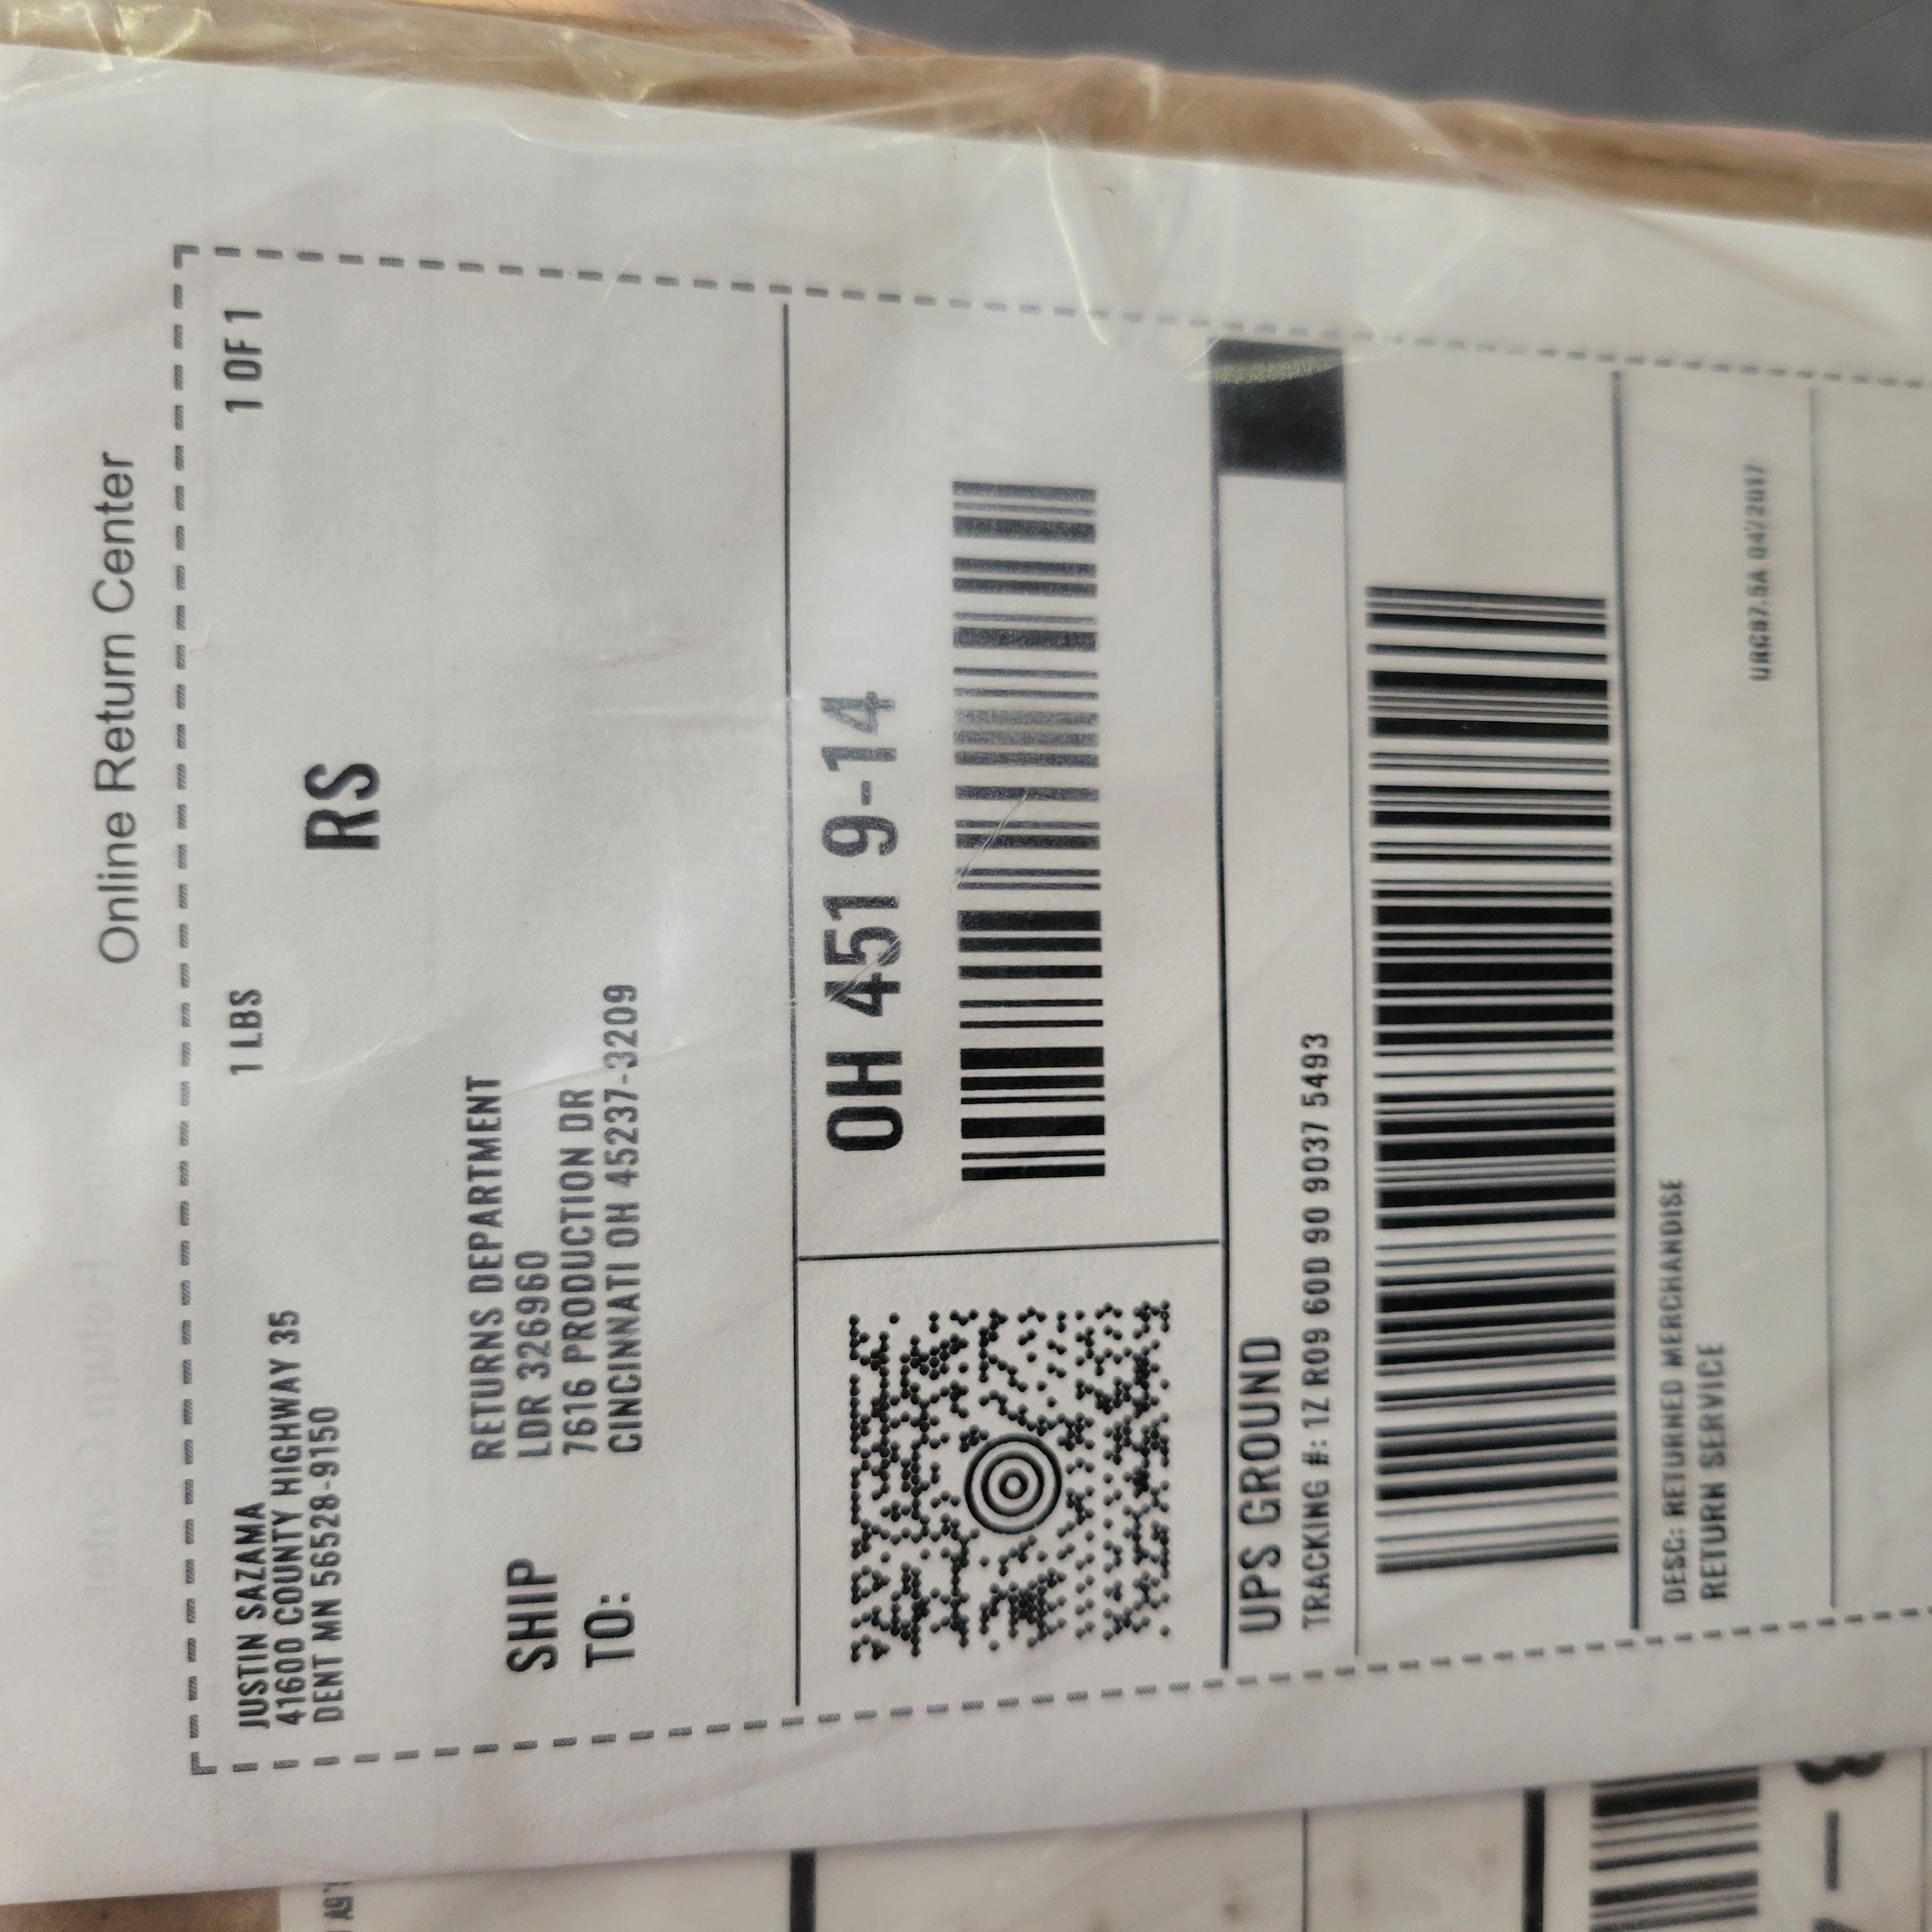 Online Return Center
JUSTIN SAZAMA
41600 COUNTY HIGHWAY 35
DENT MN 56528-9150
1 LBS
1 OF 1
RS
SHIP
TO:
RETURNS DEPARTMENT
LDR 326960
7616 PRODUCTION DR
CINCINNATI OH 45237-3209
OH 451 9-14
UPS GROUND
TRACKING #: 1Z R09 60D 90 9037 5493
DESC: RETURNED MERCHANDISE
RETURN SERVICE
04/2017